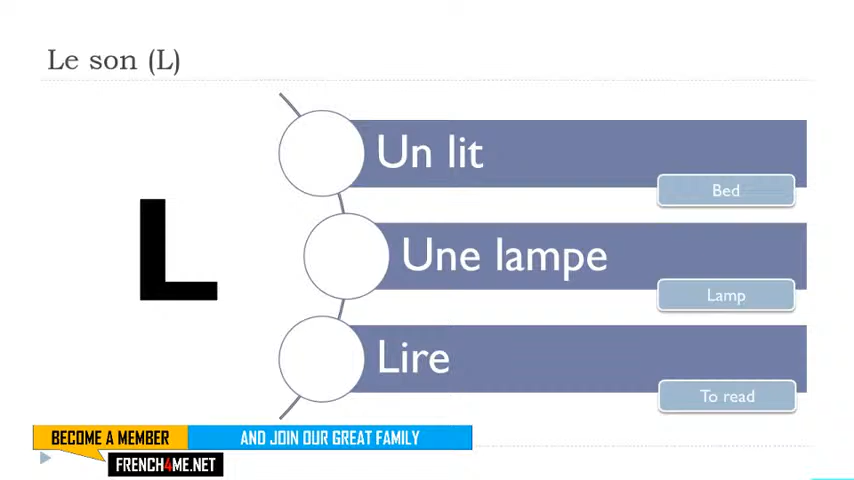 Le son (L)
L
Un lit
Bed
Une lampe
Lamp
Lire
To read
BECOME A MEMBER
AND JOIN OUR GREAT FAMILY
FRENCH4ME.NET